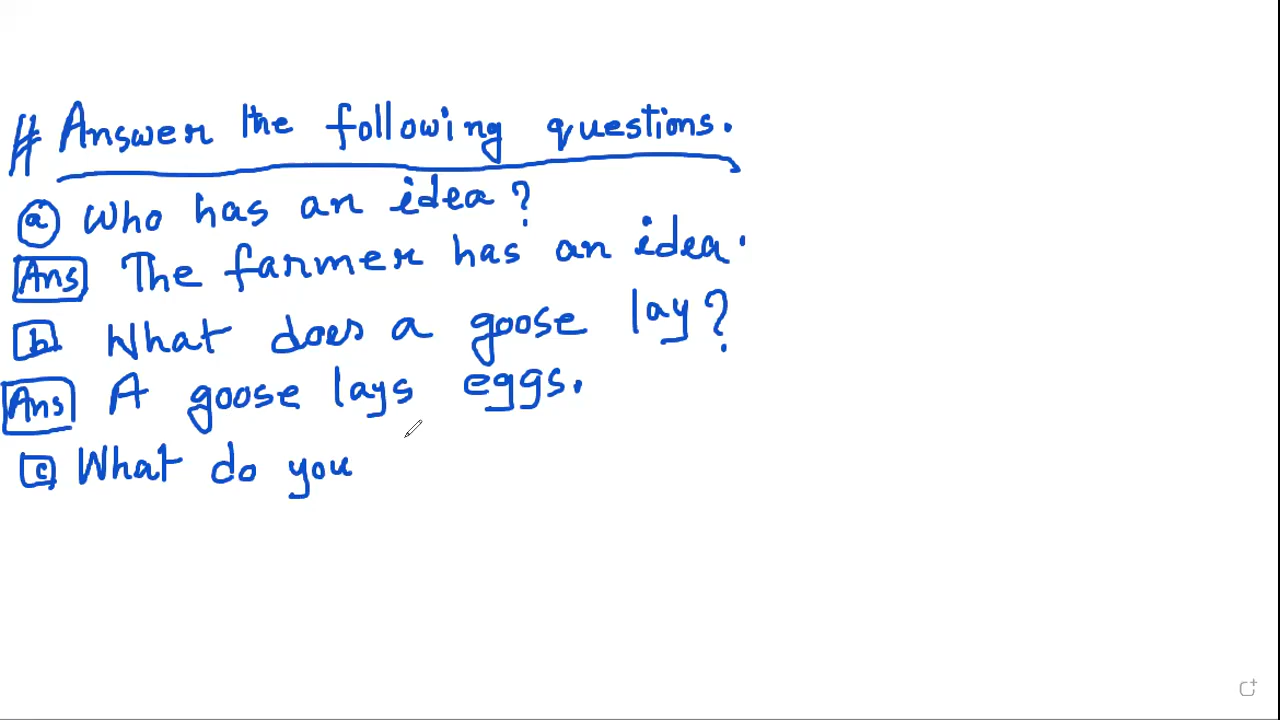 # Answer the following questions.
a Who has an idea?
Ans The farmer has an idea.
b What does a goose lay?
Ans A goose lays eggs.
c What do you